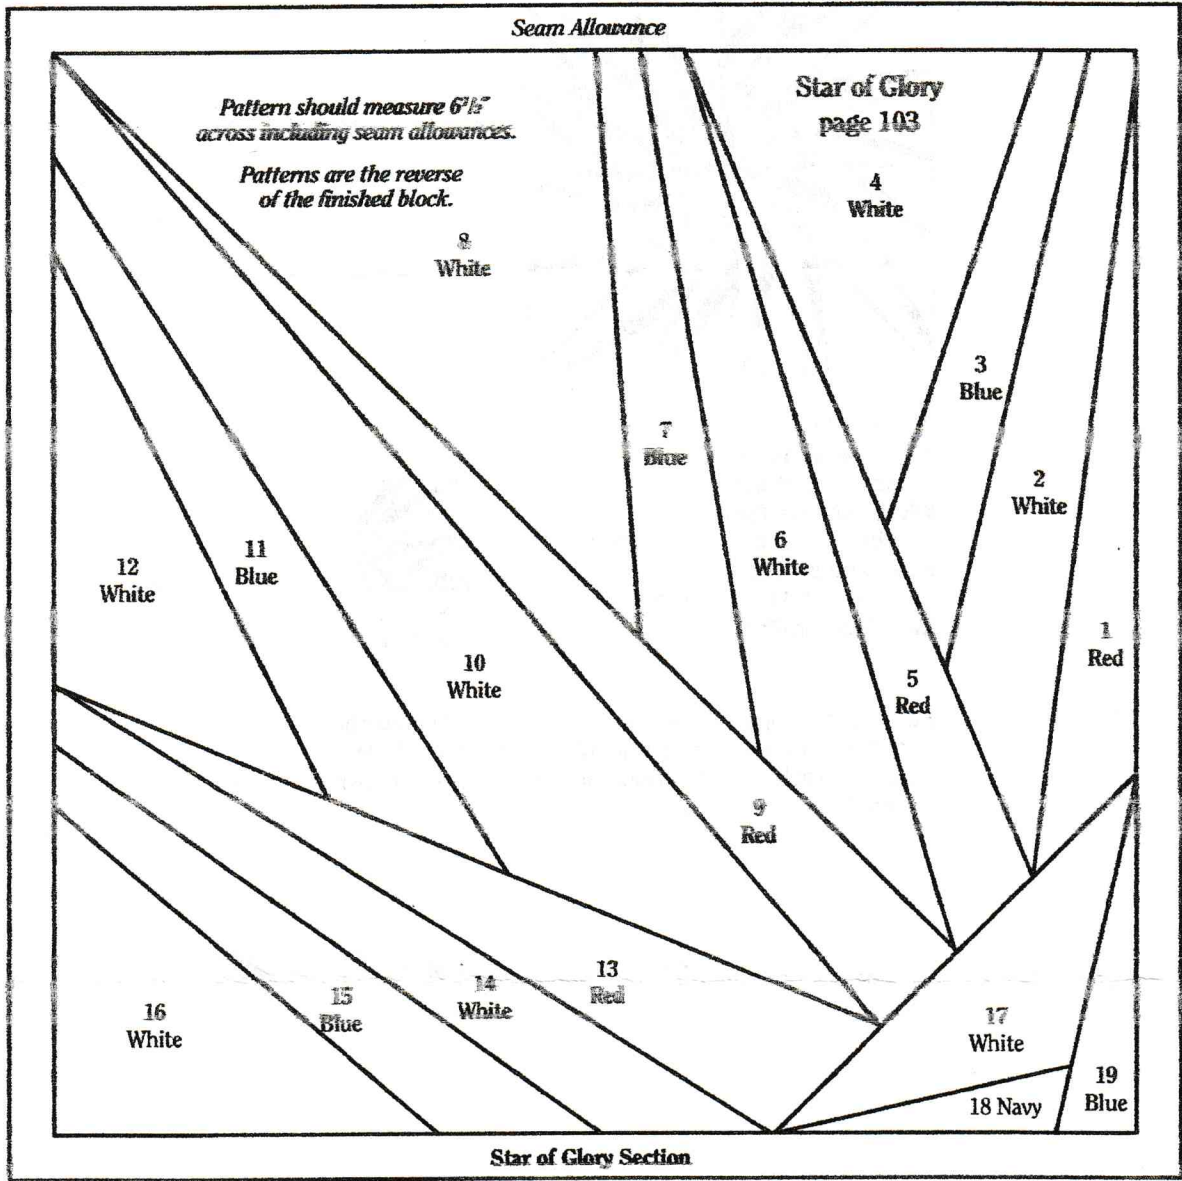 Seam Allowance
Pattern should measure 6½"
across including seam allowances.
Patterns are the reverse
of the finished block.
Star of Glory
page 103
4
White
8
White
3
Blue
7
Blue
2
White
6
White
11
Blue
12
White
1
Red
10
White
5
Red
9
Red
13
Red
14
White
15
Blue
16
White
17
White
19
Blue
18 Navy
Star of Glory Section